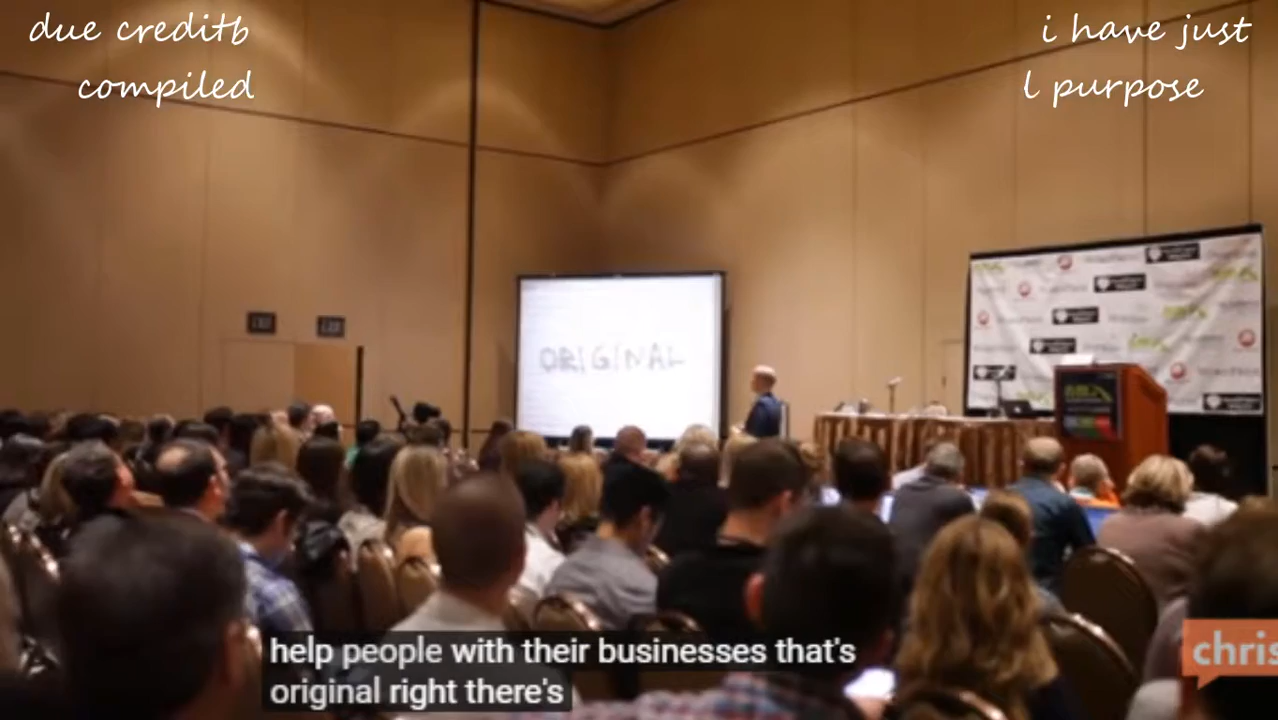 due creditb
compiled
i have just
l purpose
ORIGINAL
help people with their businesses that's
original right there's
chris